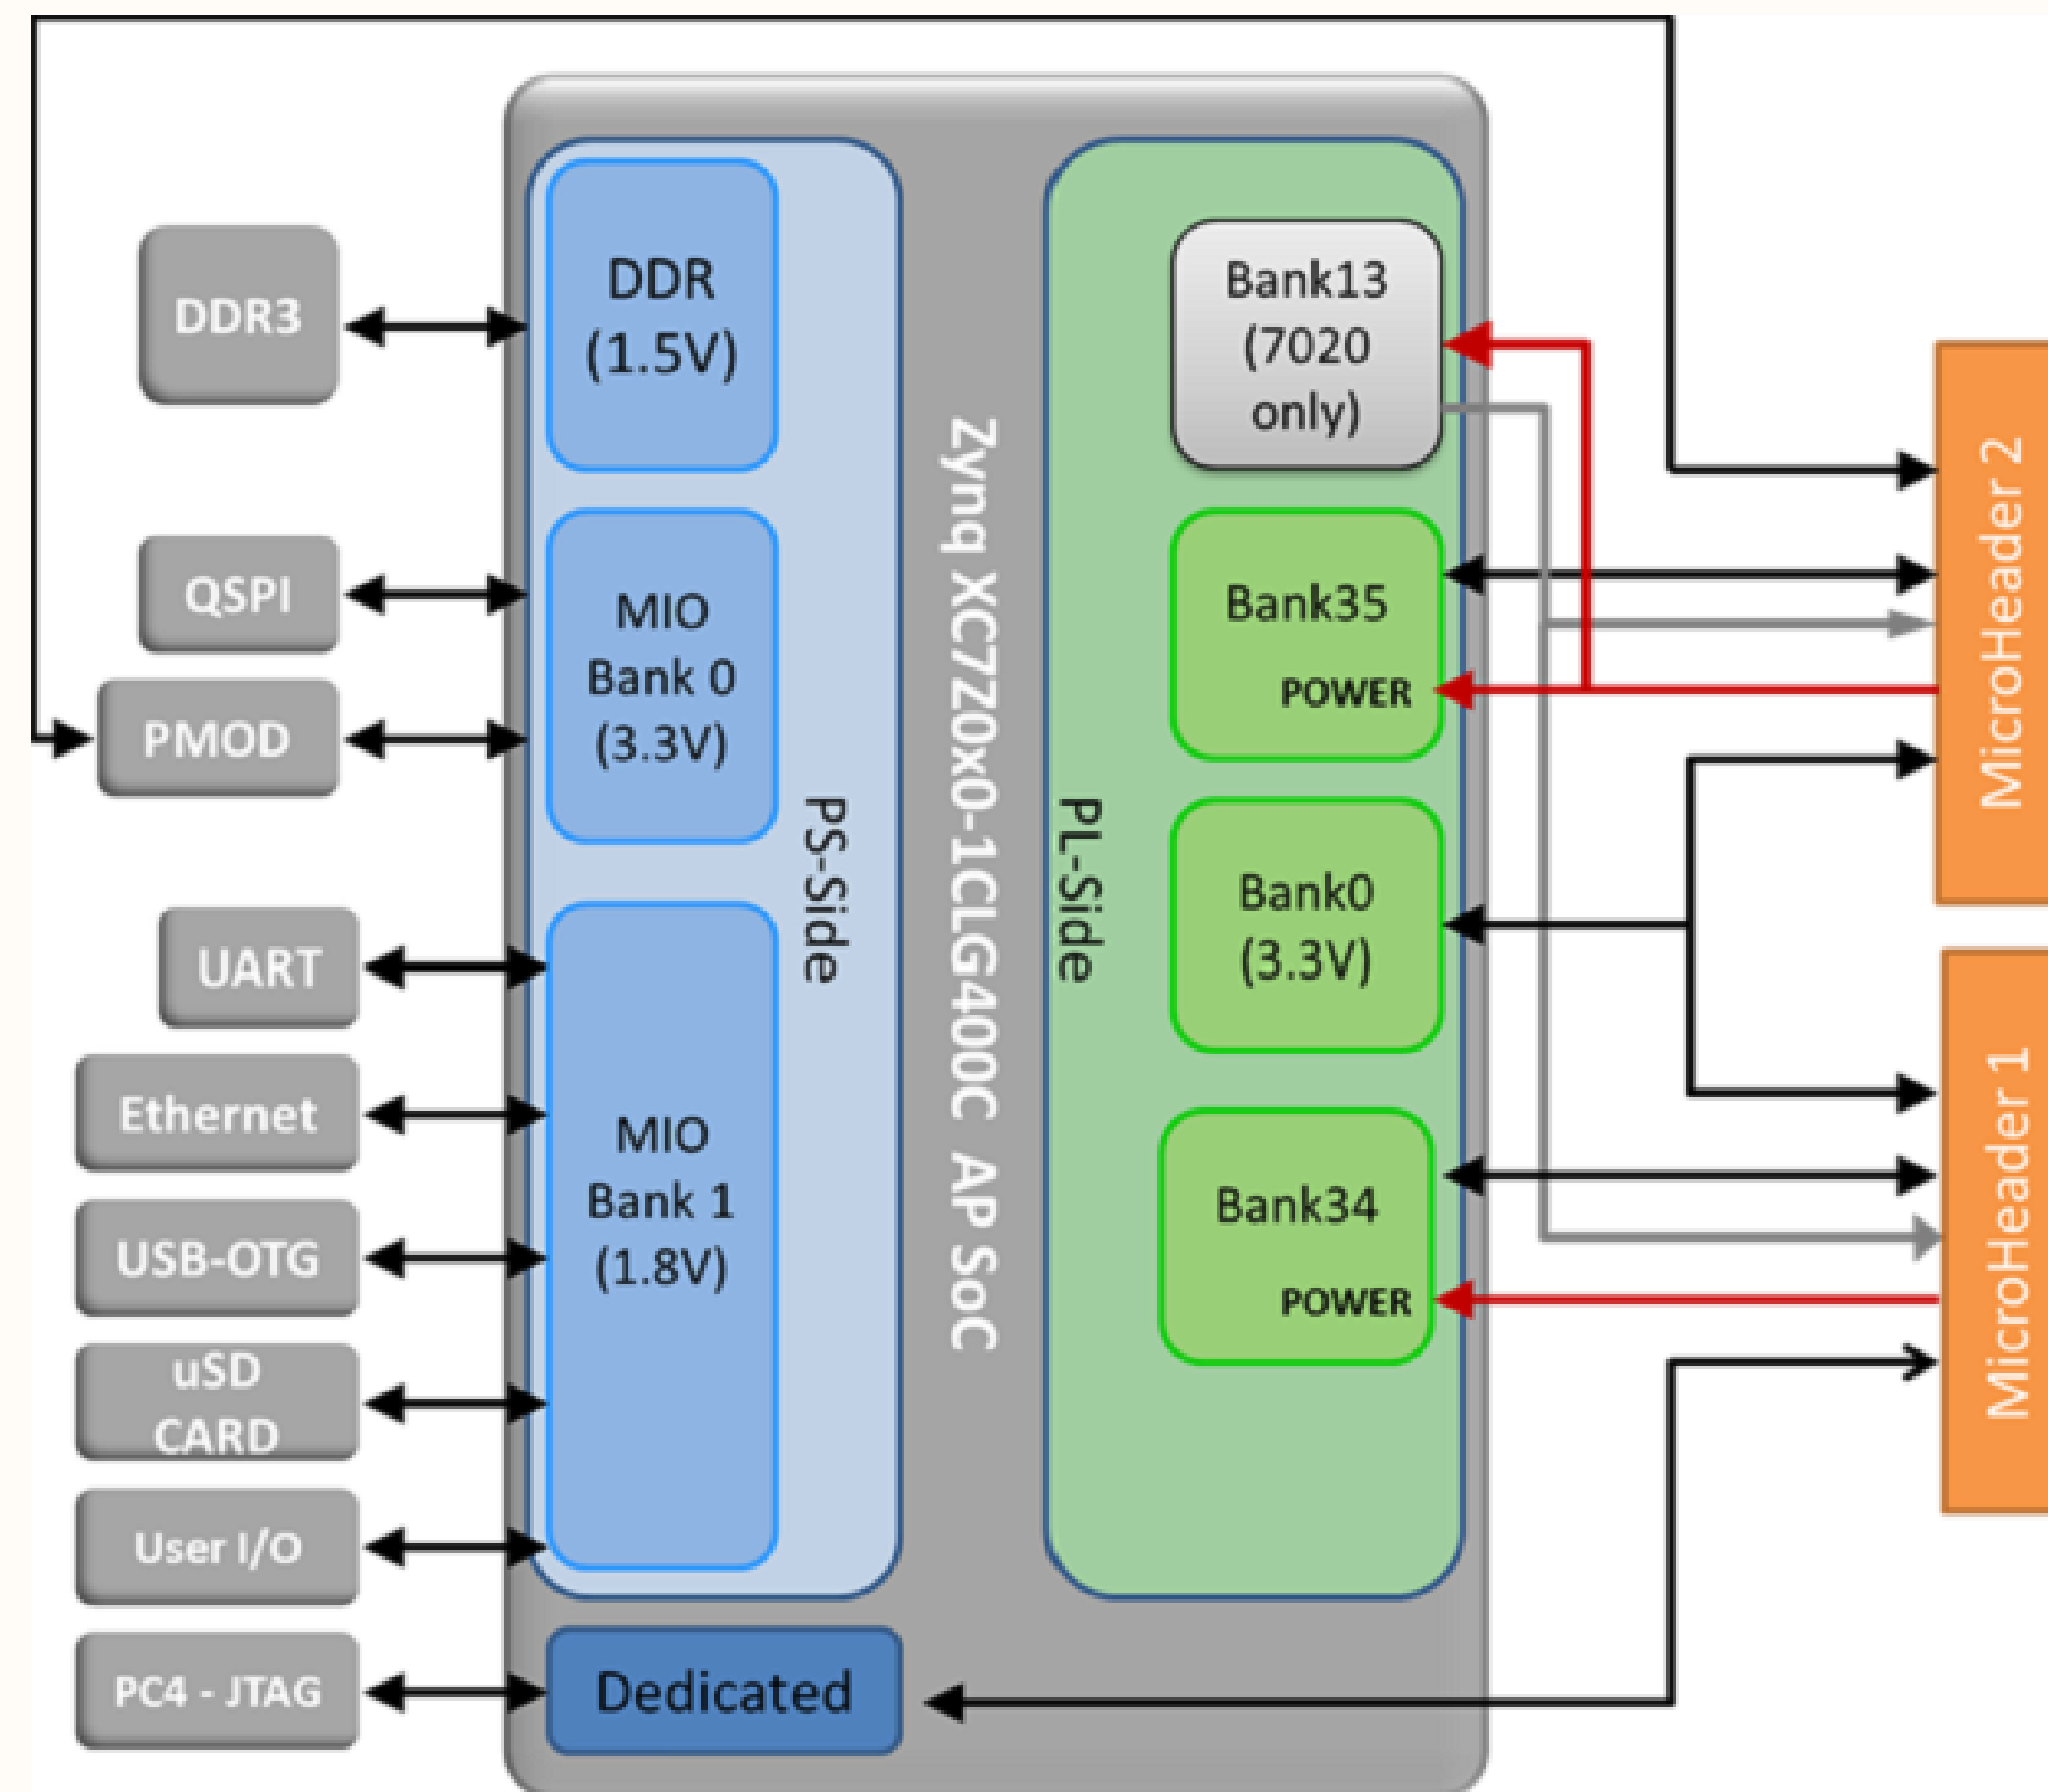 DDR3
QSPI
PMOD
UART
Ethernet
USB-OTG
uSD
CARD
User I/O
PC4 - JTAG
DDR
(1.5V)
MIO
Bank 0
(3.3V)
MIO
Bank 1
(1.8V)
PS-Side
Dedicated
Zynq XC7Z0x0-1CLG400C AP SoC
PL-Side
Bank13
(7020
only)
Bank35
POWER
Bank0
(3.3V)
Bank34
POWER
MicroHeader 2
MicroHeader 1